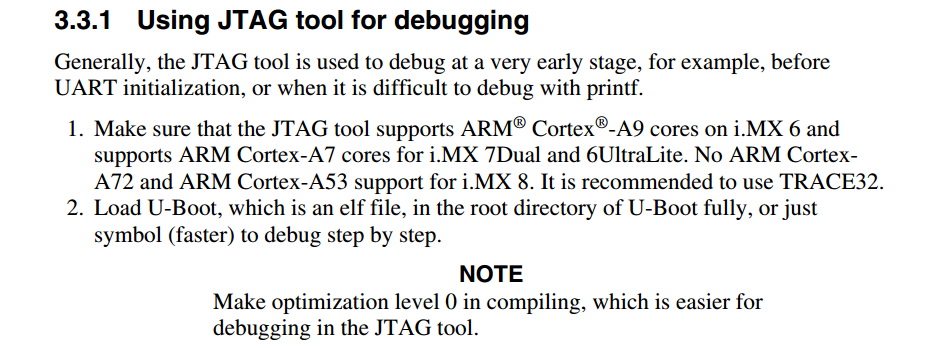 3.3.1 Using JTAG tool for debugging
Generally, the JTAG tool is used to debug at a very early stage, for example, before
UART initialization, or when it is difficult to debug with printf.
1. Make sure that the JTAG tool supports ARM® Cortex®-A9 cores on i.MX 6 and
supports ARM Cortex-A7 cores for i.MX 7Dual and 6UltraLite. No ARM Cortex-
A72 and ARM Cortex-A53 support for i.MX 8. It is recommended to use TRACE32.
2. Load U-Boot, which is an elf file, in the root directory of U-Boot fully, or just
symbol (faster) to debug step by step.
NOTE
Make optimization level 0 in compiling, which is easier for
debugging in the JTAG tool.